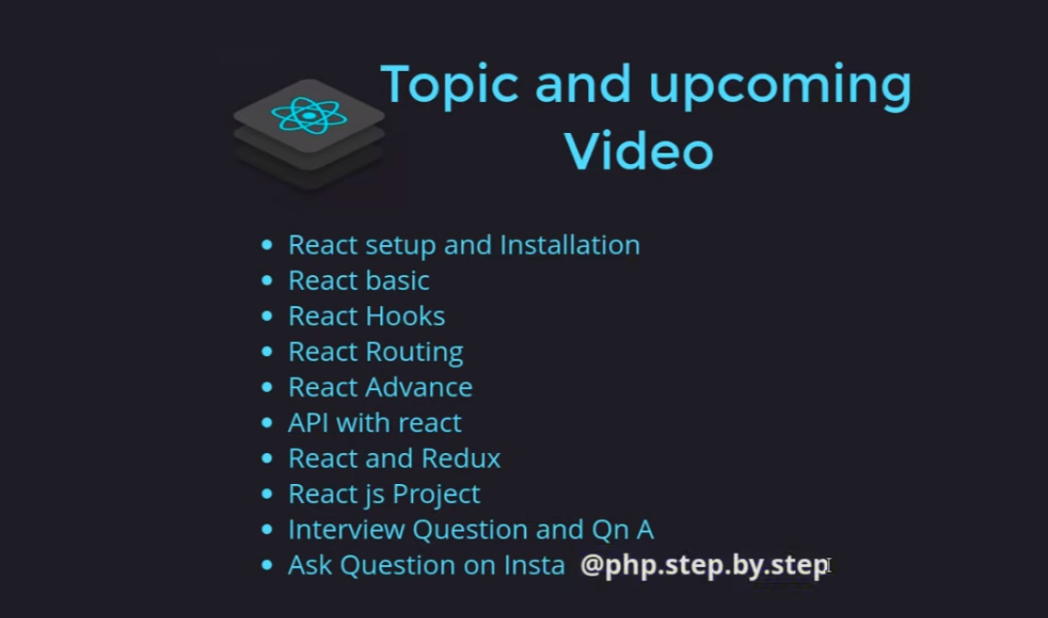 Topic and upcoming
Video
• React setup and Installation
• React basic
• React Hooks
• React Routing
• React Advance
• API with react
• React and Redux
• React js Project
• Interview Question and Qn A
• Ask Question on Insta @php.step.by.step